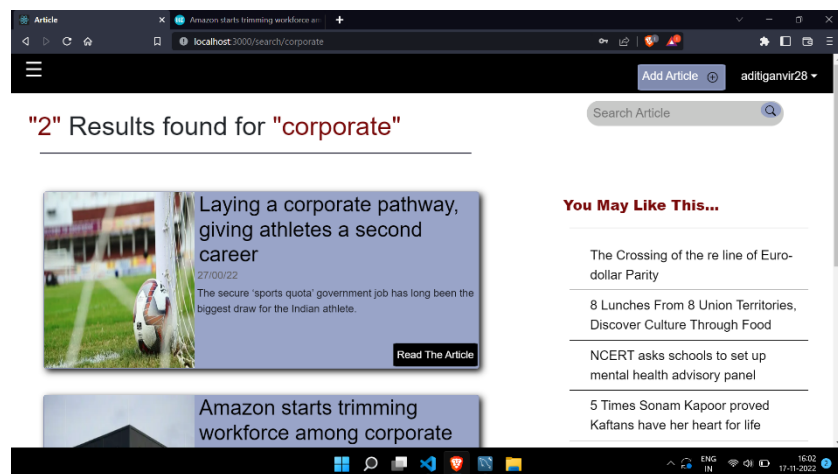 Article
Amazon starts trimming workforce am
localhost:3000/search/corporate
Add Article
aditiganvir28
"2" Results found for "corporate"
Search Article
Laying a corporate pathway,
giving athletes a second
career
27/00/22
The secure 'sports quota' government job has long been the
biggest draw for the Indian athlete.
Read The Article
Amazon starts trimming
workforce among corporate
You May Like This...
The Crossing of the re line of Euro-
dollar Parity
8 Lunches From 8 Union Territories,
Discover Culture Through Food
NCERT asks schools to set up
mental health advisory panel
5 Times Sonam Kapoor proved
Kaftans have her heart for life
ENG
IN
16:02
17-11-2022